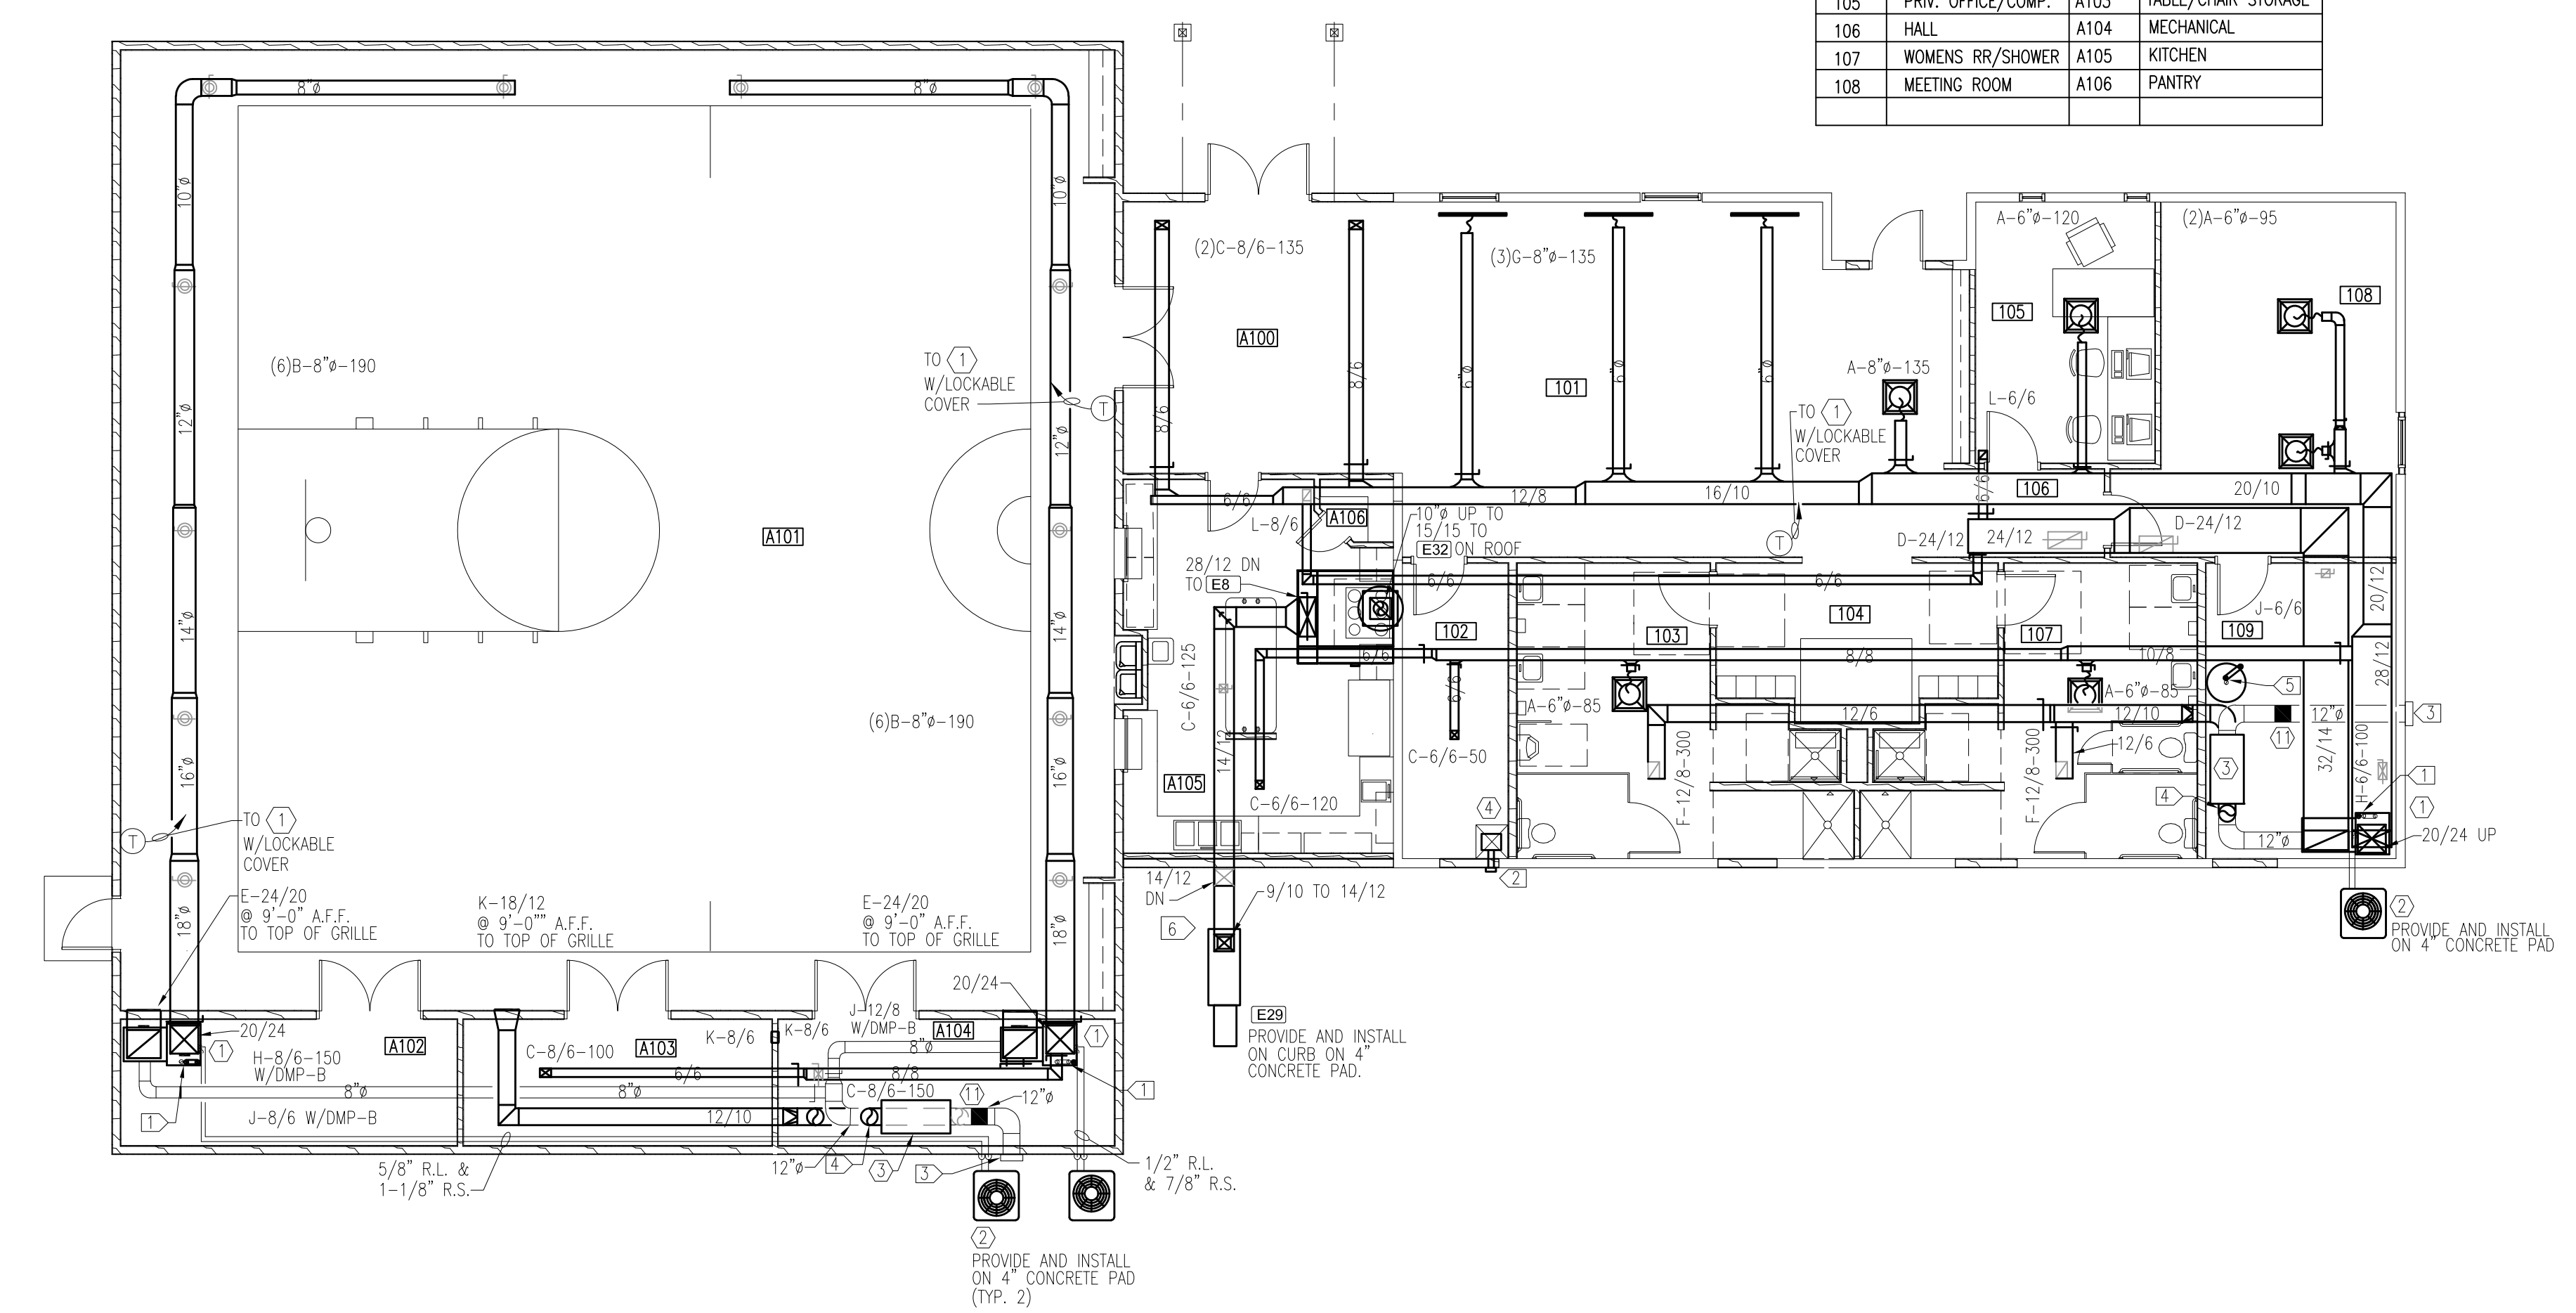 105 PRIV. OFFICE/COMP. A103 TABLE/CHAIR STORAGE
106 HALL A104 MECHANICAL
107 WOMENS RR/SHOWER A105 KITCHEN
108 MEETING ROOM A106 PANTRY
8"ø
8"ø
10"ø
10"ø
(6)B-8"ø-190
12"ø
TO 1
W/LOCKABLE
COVER
T
12"ø
A101
14"ø
14"ø
(6)B-8"ø-190
16"ø
16"ø
T
TO 1
W/LOCKABLE
COVER
18"ø
E-24/20
@ 9'-0" A.F.F.
TO TOP OF GRILLE
K-18/12
@ 9'-0"" A.F.F.
TO TOP OF GRILLE
E-24/20
@ 9'-0" A.F.F.
TO TOP OF GRILLE
18"ø
20/24
20/24
1
H-8/6-150
W/DMP-B
A102
C-8/6-100
A103
K-8/6
K-8/6
J-12/8
W/DMP-B
A104
1
8"ø
6/6
8/8
8"ø
8"ø
C-8/6-150
11
12"ø
1
1
J-8/6 W/DMP-B
12/10
5/8" R.L. &
1-1/8" R.S.
12"ø
4
3
3
1/2" R.L.
& 7/8" R.S.
2
PROVIDE AND INSTALL
ON 4" CONCRETE PAD
(TYP. 2)
(2)C-8/6-135
(3)G-8"ø-135
A-6"ø-120
(2)A-6"ø-95
A100
101
105
108
8/6
8/6
6"ø
6"ø
6"ø
A-8"ø-135
L-6/6
TO 1
W/LOCKABLE
COVER
T
6/6
12/8
16/10
106
20/10
6/6
L-8/6
A106
10"ø UP TO
15/15 TO
E32 ON ROOF
D-24/12
24/12
D-24/12
28/12 DN
TO E8
6/6
6/6
20/12
J-6/6
102
103
104
107
109
C-6/6-125
6/6
8/8
10/8
28/12
6/6
A-6"ø-85
A-6"ø-85
5
12/6
12/10
12"ø
3
14/12
C-6/6-50
F-12/8-300
F-12/8-300
12/6
11
32/14
H-6/6-100
A105
C-6/6-120
4
3
4
1
1
12"ø
20/24 UP
14/12
DN
9/10 TO 14/12
2
6
2
PROVIDE AND INSTALL
ON 4" CONCRETE PAD
E29
PROVIDE AND INSTALL
ON CURB ON 4"
CONCRETE PAD.